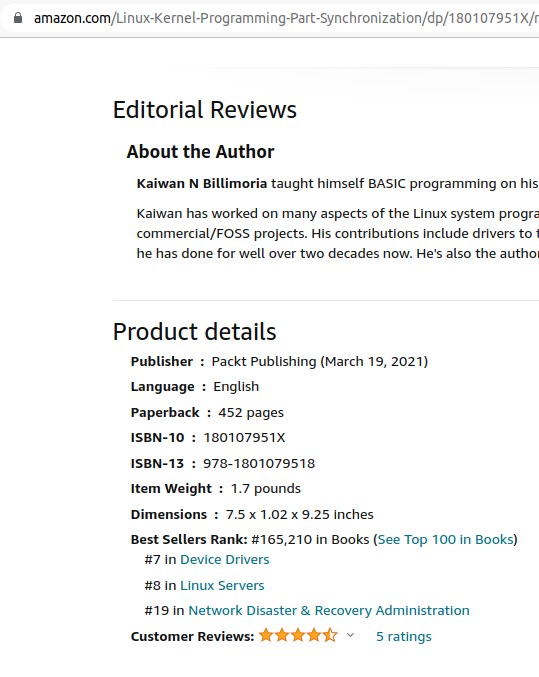 amazon.com/Linux-Kernel-Programming-Part-Synchronization/dp/180107951X/
Editorial Reviews
About the Author
Kaiwan N Billimoria taught himself BASIC programming on his
Kaiwan has worked on many aspects of the Linux system
commercial/FOSS projects. His contributions include drivers to
he has done for well over two decades now. He's also the
Product details
Publisher : Packt Publishing (March 19, 2021)
Language : English
Paperback : 452 pages
ISBN-10 : 180107951X
ISBN-13 : 978-1801079518
Item Weight : 1.7 pounds
Dimensions : 7.5 x 1.02 x 9.25 inches
Best Sellers Rank: #165,210 in Books (See Top 100 in Books)
#7 in Device Drivers
#8 in Linux Servers
#19 in Network Disaster & Recovery Administration
Customer Reviews: 5 ratings